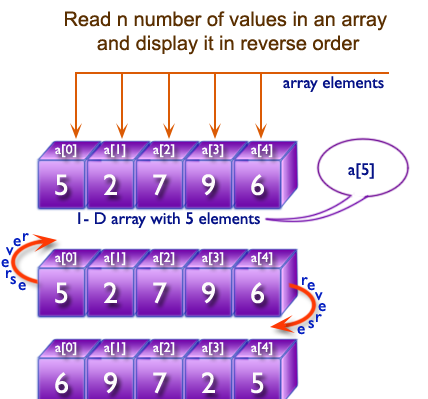 Read n number of values in an array
and display it in reverse order
array elements
a[0] a[1] a[2] a[3] a[4]
5 2 7 9 6
a[5]
1- D array with 5 elements
reverse
a[0] a[1] a[2] a[3] a[4]
5 2 7 9 6
reverse
a[0] a[1] a[2] a[3] a[4]
6 9 7 2 5